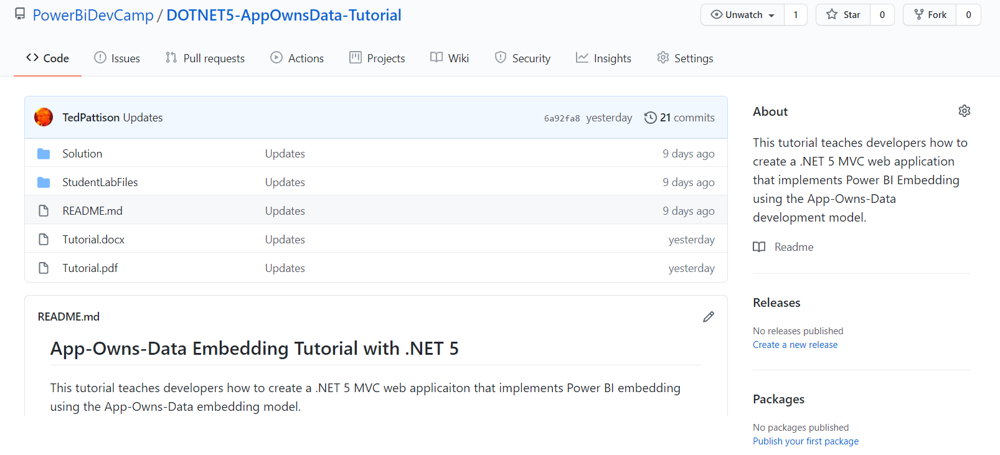 PowerBiDevCamp / DOTNET5-AppOwnsData-Tutorial
Unwatch 1 Star 0 Fork 0
Code Issues Pull requests Actions Projects Wiki Security Insights Settings
TedPattison Updates 6a92fa8 yesterday 21 commits
Solution Updates 9 days ago
StudentLabFiles Updates 9 days ago
README.md Updates 9 days ago
Tutorial.docx Updates yesterday
Tutorial.pdf Updates yesterday
README.md
App-Owns-Data Embedding Tutorial with .NET 5
This tutorial teaches developers how to create a .NET 5 MVC web applicaiton that implements Power BI embedding
using the App-Owns-Data embedding model.
About
This tutorial teaches developers how to
create a .NET 5 MVC web application
that implements Power BI Embedding
using the App-Owns-Data
development model.
Readme
Releases
No releases published
Create a new release
Packages
No packages published
Publish your first package